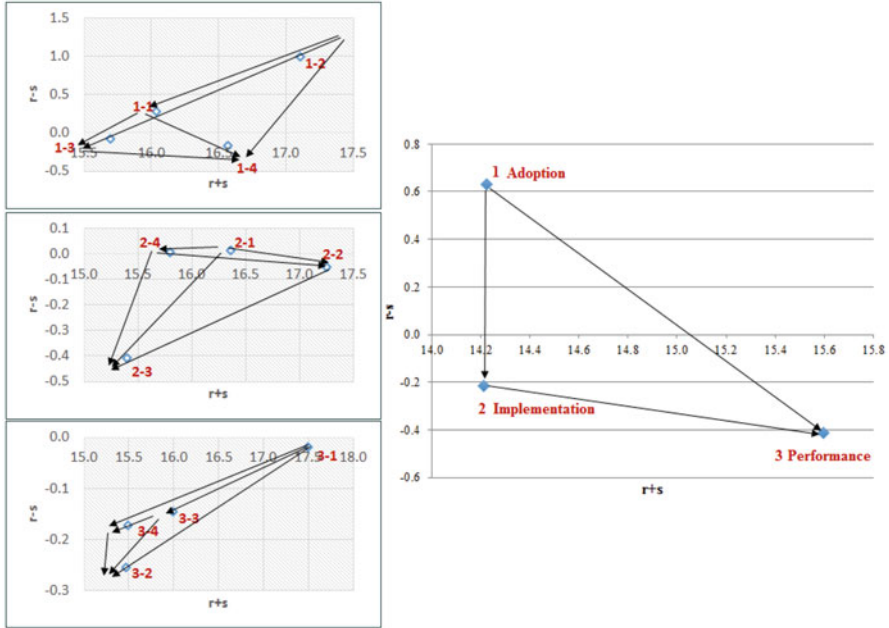 1.5
1.0
1-2
0.5
r-s
1-1
0.0
1-3
15.5 16.0 16.5 17.0 17.5
1-4
-0.5
r+s
0.1
2-4 2-1
2-2
0.0
15.0 15.5 16.0 16.5 17.0 17.5
-0.1
r-s
-0.2
-0.3
-0.4
2-3
-0.5
r+s
0.0
15.0 15.5 16.0 16.5 17.0 17.5 18.0
3-1
-0.1
r-s
3-3
3-4
-0.2
3-2
-0.3
r+s
0.8
1 Adoption
0.6
0.4
0.2
r-s
0.0
14.0 14.2 14.4 14.6 14.8 15.0 15.2 15.4 15.6 15.8
-0.2
2 Implementation
-0.4
3 Performance
-0.6
r+s